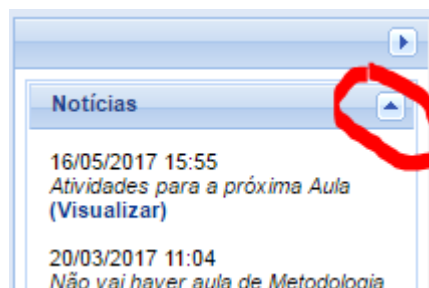 Notícias
16/05/2017 15:55
Atividades para a próxima Aula
(Visualizar)
20/03/2017 11:04
Não vai haver aula de Metodologia